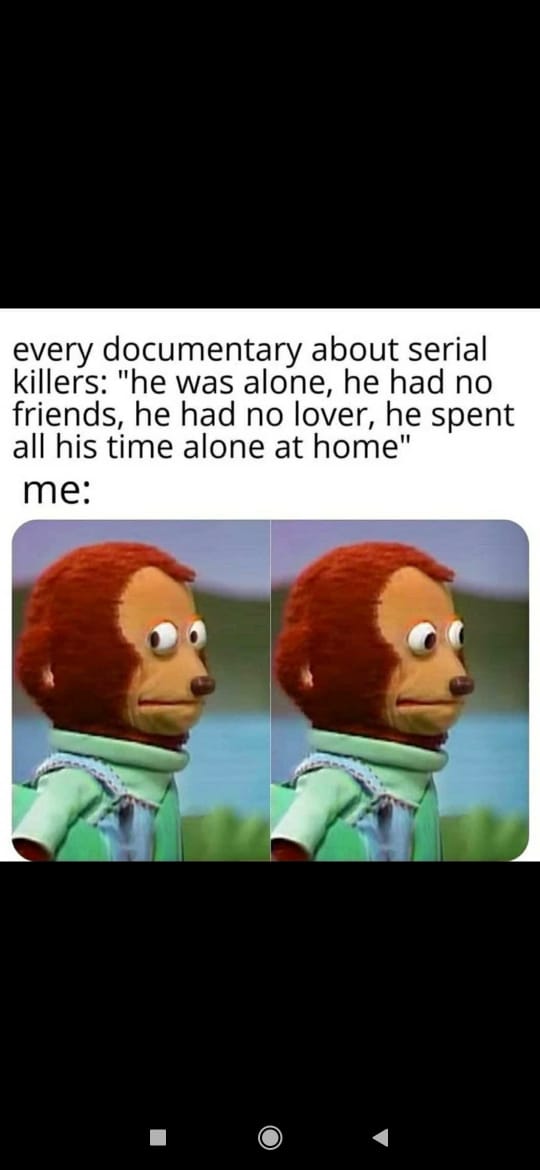 every documentary about serial
killers: "he was alone, he had no
friends, he had no lover, he spent
all his time alone at home"
me: